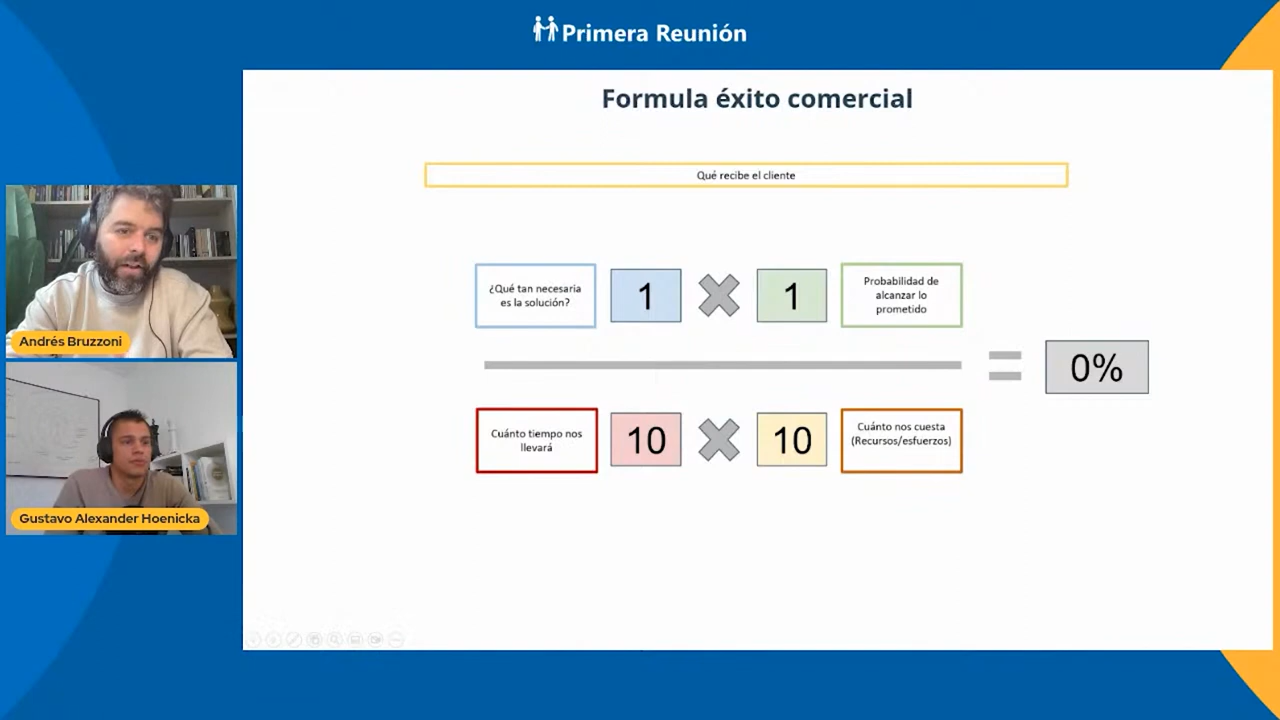 Primera Reunión
Formula éxito comercial
Qué recibe el cliente
¿Qué tan necesaria
es la solución?
1
1
Probabilidad de
alcanzar lo
prometido
0%
Cuánto tiempo nos
llevará
10
10
Cuánto nos cuesta
(Recursos/esfuerzos)
Andrés Bruzzoni
Gustavo Alexander Hoenicka